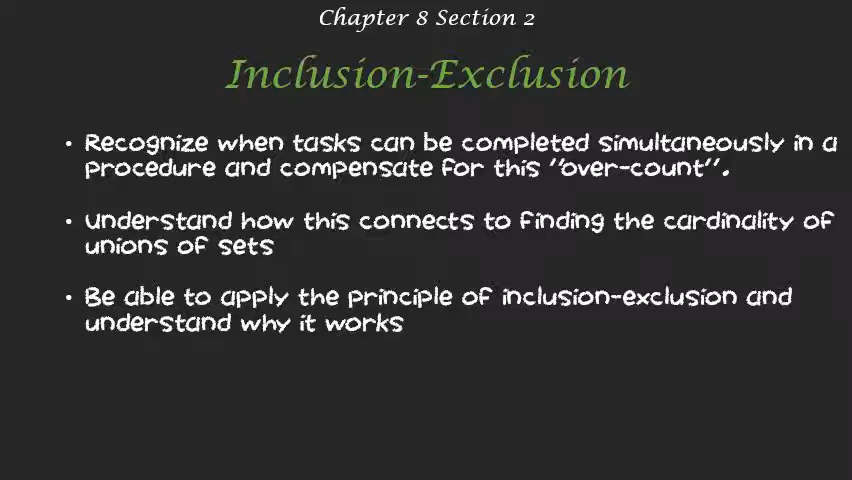 Chapter 8 Section 2
Inclusion-Exclusion
• Recognize when tasks can be completed simultaneously in a
procedure and compensate for this "over-count".
• Understand how this connects to finding the cardinality of
unions of sets
• Be able to apply the principle of inclusion-exclusion and
understand why it works